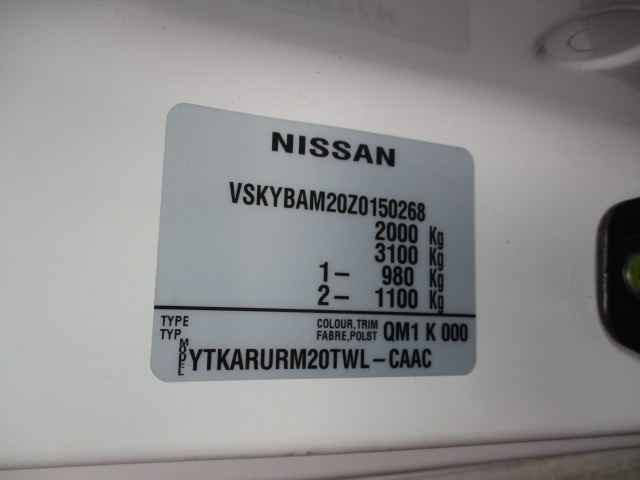 NISSAN
VSKYBAM20Z0150268
2000 Kg
3100 Kg
1- 980 Kg
2- 1100 Kg
TYPE COLOUR,TRIM
TYP FABRE,POLST QM1 K 000
MODEL YTKARURM20TWL-CAAC